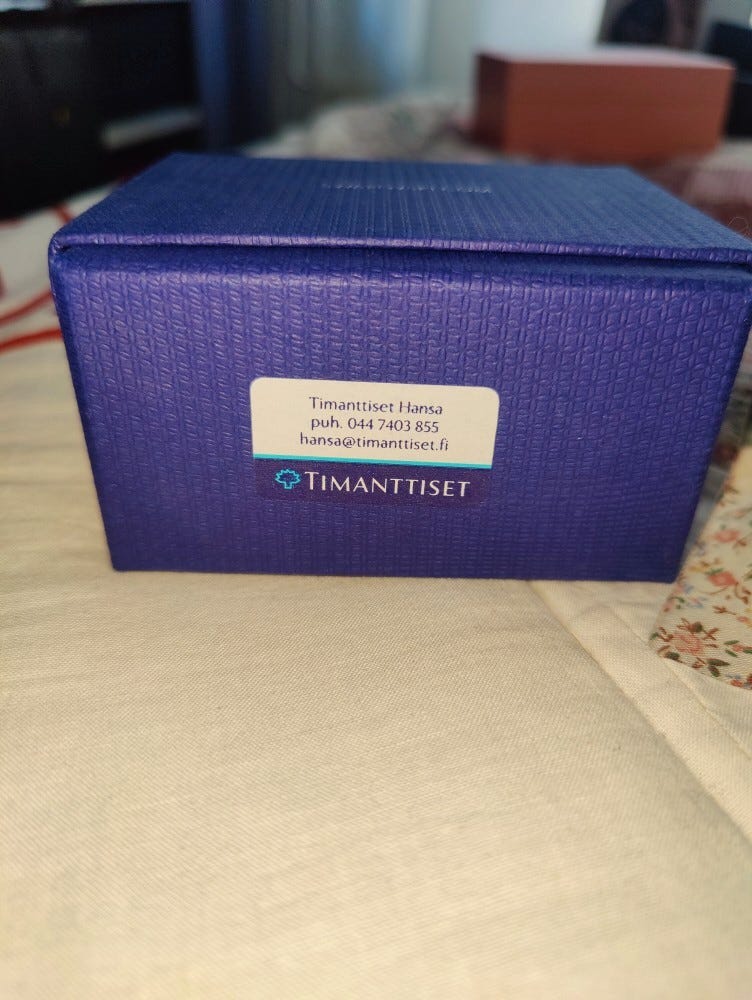 Timanttiset Hansa
puh. 044 7403 855
hansa@timanttiset.fi
TIMANTTISET